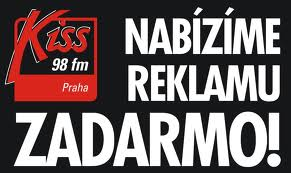 Kiss
98 fm
Praha
NABÍZÍME
REKLAMU
ZADARMO!